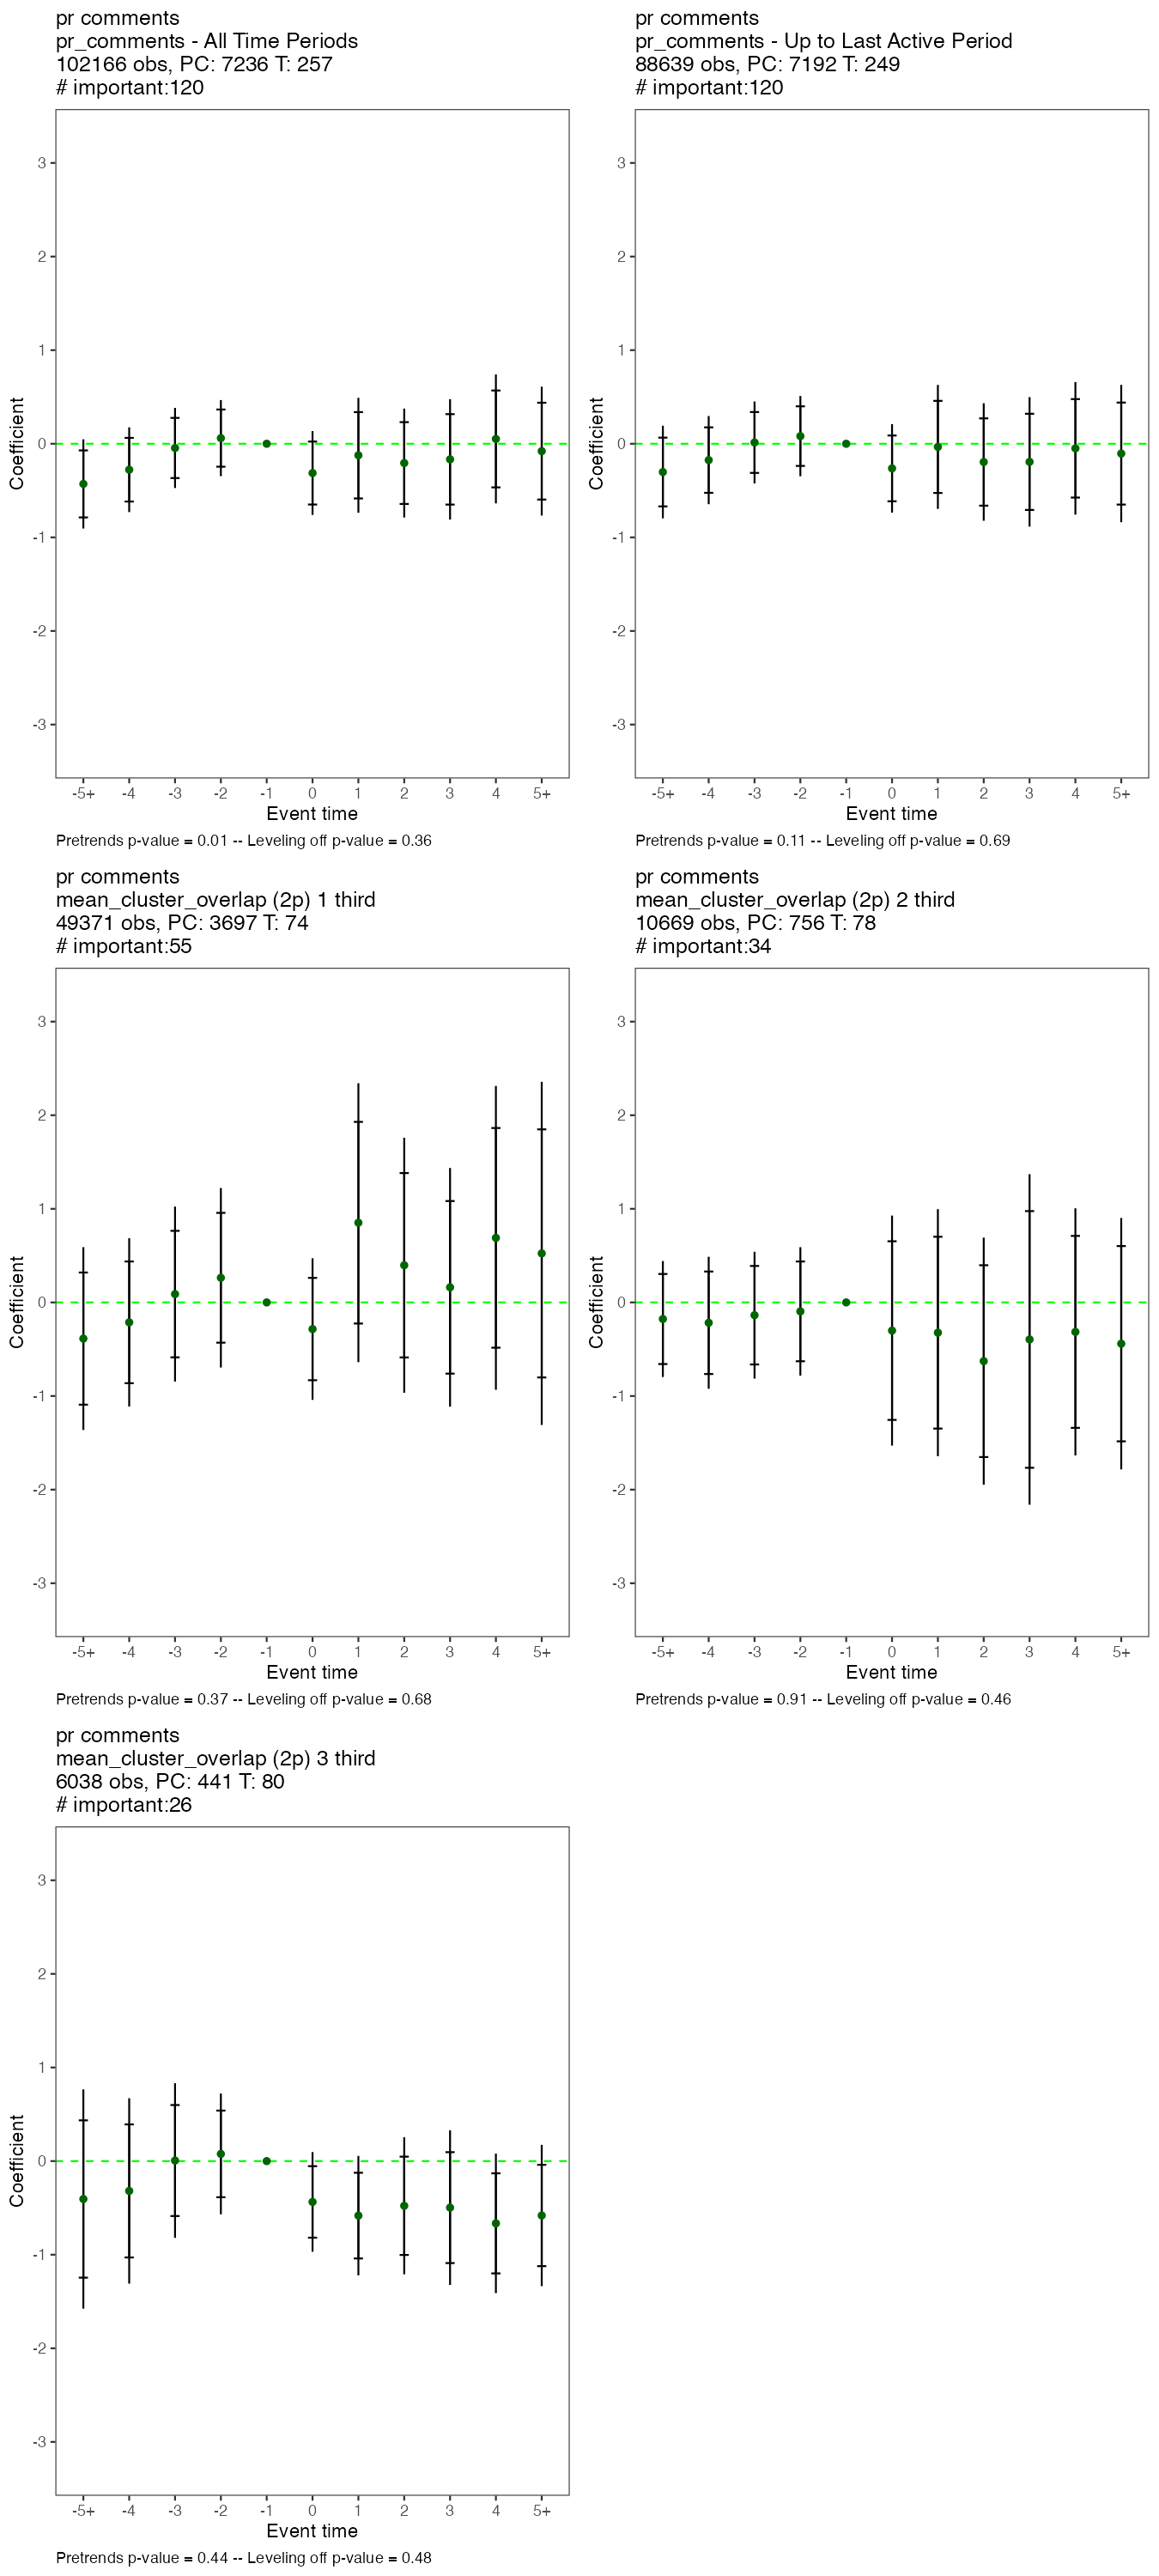 pr comments
pr_comments - All Time Periods
102166 obs, PC: 7236 T: 257
# important:120
3
2
1
0
-1
-2
-3
Coefficient
-5+ -4 -3 -2 -1 0 1 2 3 4 5+
Event time
Pretrends p-value = 0.01 -- Leveling off p-value = 0.36
pr comments
pr_comments - Up to Last Active Period
88639 obs, PC: 7192 T: 249
# important:120
3
2
1
0
-1
-2
-3
Coefficient
-5+ -4 -3 -2 -1 0 1 2 3 4 5+
Event time
Pretrends p-value = 0.11 -- Leveling off p-value = 0.69
pr comments
mean_cluster_overlap (2p) 1 third
49371 obs, PC: 3697 T: 74
# important:55
3
2
1
0
-1
-2
-3
Coefficient
-5+ -4 -3 -2 -1 0 1 2 3 4 5+
Event time
Pretrends p-value = 0.37 -- Leveling off p-value = 0.68
pr comments
mean_cluster_overlap (2p) 2 third
10669 obs, PC: 756 T: 78
# important:34
3
2
1
0
-1
-2
-3
Coefficient
-5+ -4 -3 -2 -1 0 1 2 3 4 5+
Event time
Pretrends p-value = 0.91 -- Leveling off p-value = 0.46
pr comments
mean_cluster_overlap (2p) 3 third
6038 obs, PC: 441 T: 80
# important:26
3
2
1
0
-1
-2
-3
Coefficient
-5+ -4 -3 -2 -1 0 1 2 3 4 5+
Event time
Pretrends p-value = 0.44 -- Leveling off p-value = 0.48